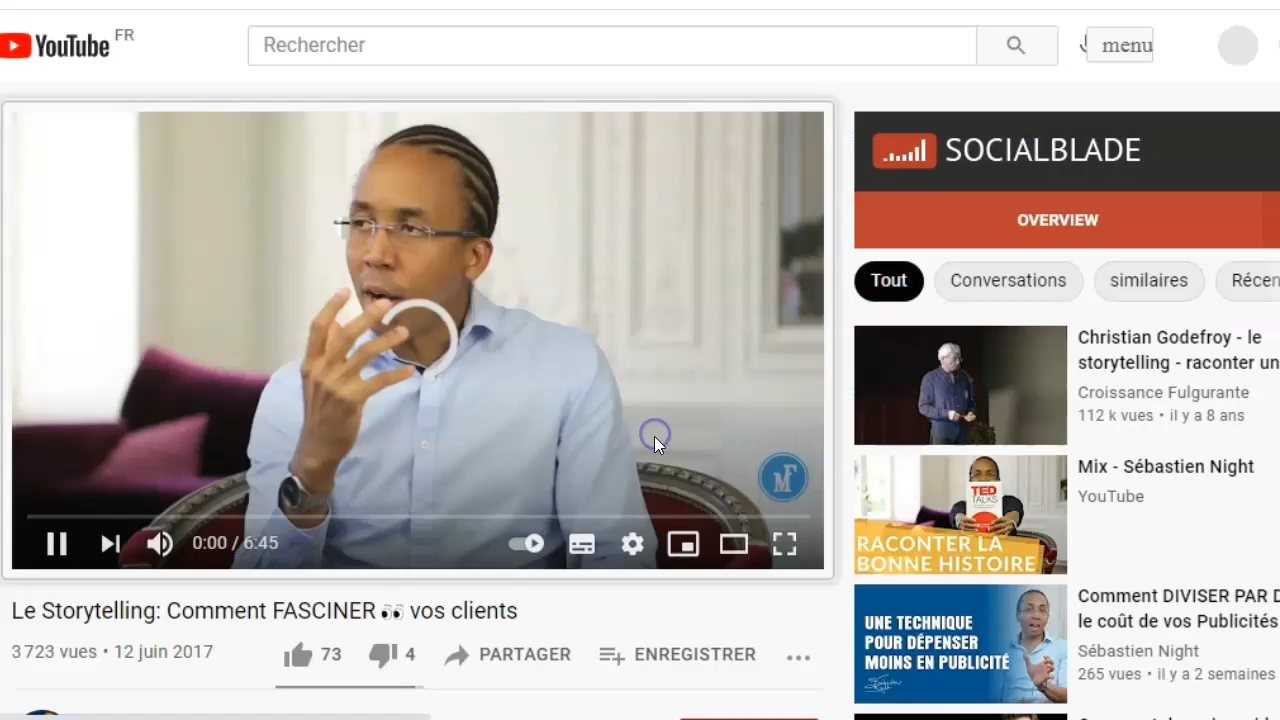 YouTube FR
Rechercher
menu
SOCIALBLADE
OVERVIEW
Tout
Conversations
similaires
Récen
MF
0:00 / 6:45
Le Storytelling: Comment FASCINER 👀 vos clients
3 723 vues • 12 juin 2017
73
4
PARTAGER
ENREGISTRER
Christian Godefroy - le
storytelling - raconter un
Croissance Fulgurante
112 k vues • il y a 8 ans
TED
TALKS
RACONTER LA
BONNE HISTOIRE
Mix - Sébastien Night
YouTube
UNE TECHNIQUE
POUR DÉPENSER
MOINS EN PUBLICITÉ
Comment DIVISER PAR D
le coût de vos Publicités
Sébastien Night
265 vues • il y a 2 semaines